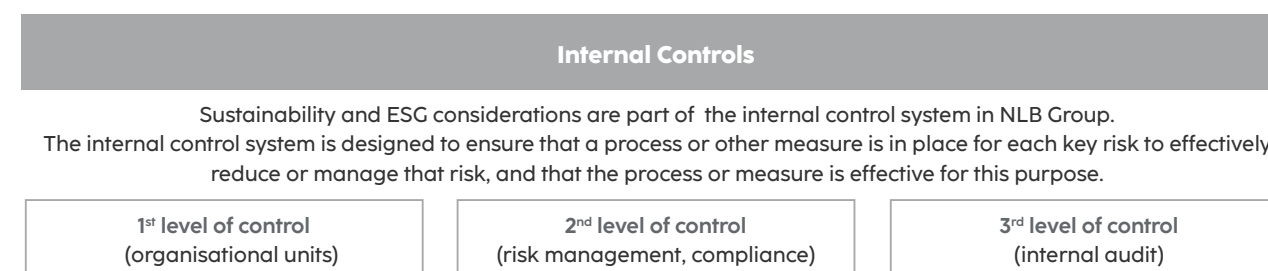 Internal Controls
Sustainability and ESG considerations are part of the internal control system in NLB Group.
The internal control system is designed to ensure that a process or other measure is in place for each key risk to effectively
reduce or manage that risk, and that the process or measure is effective for this purpose.
1st level of control
(organisational units)
2nd level of control
(risk management, compliance)
3rd level of control
(internal audit)